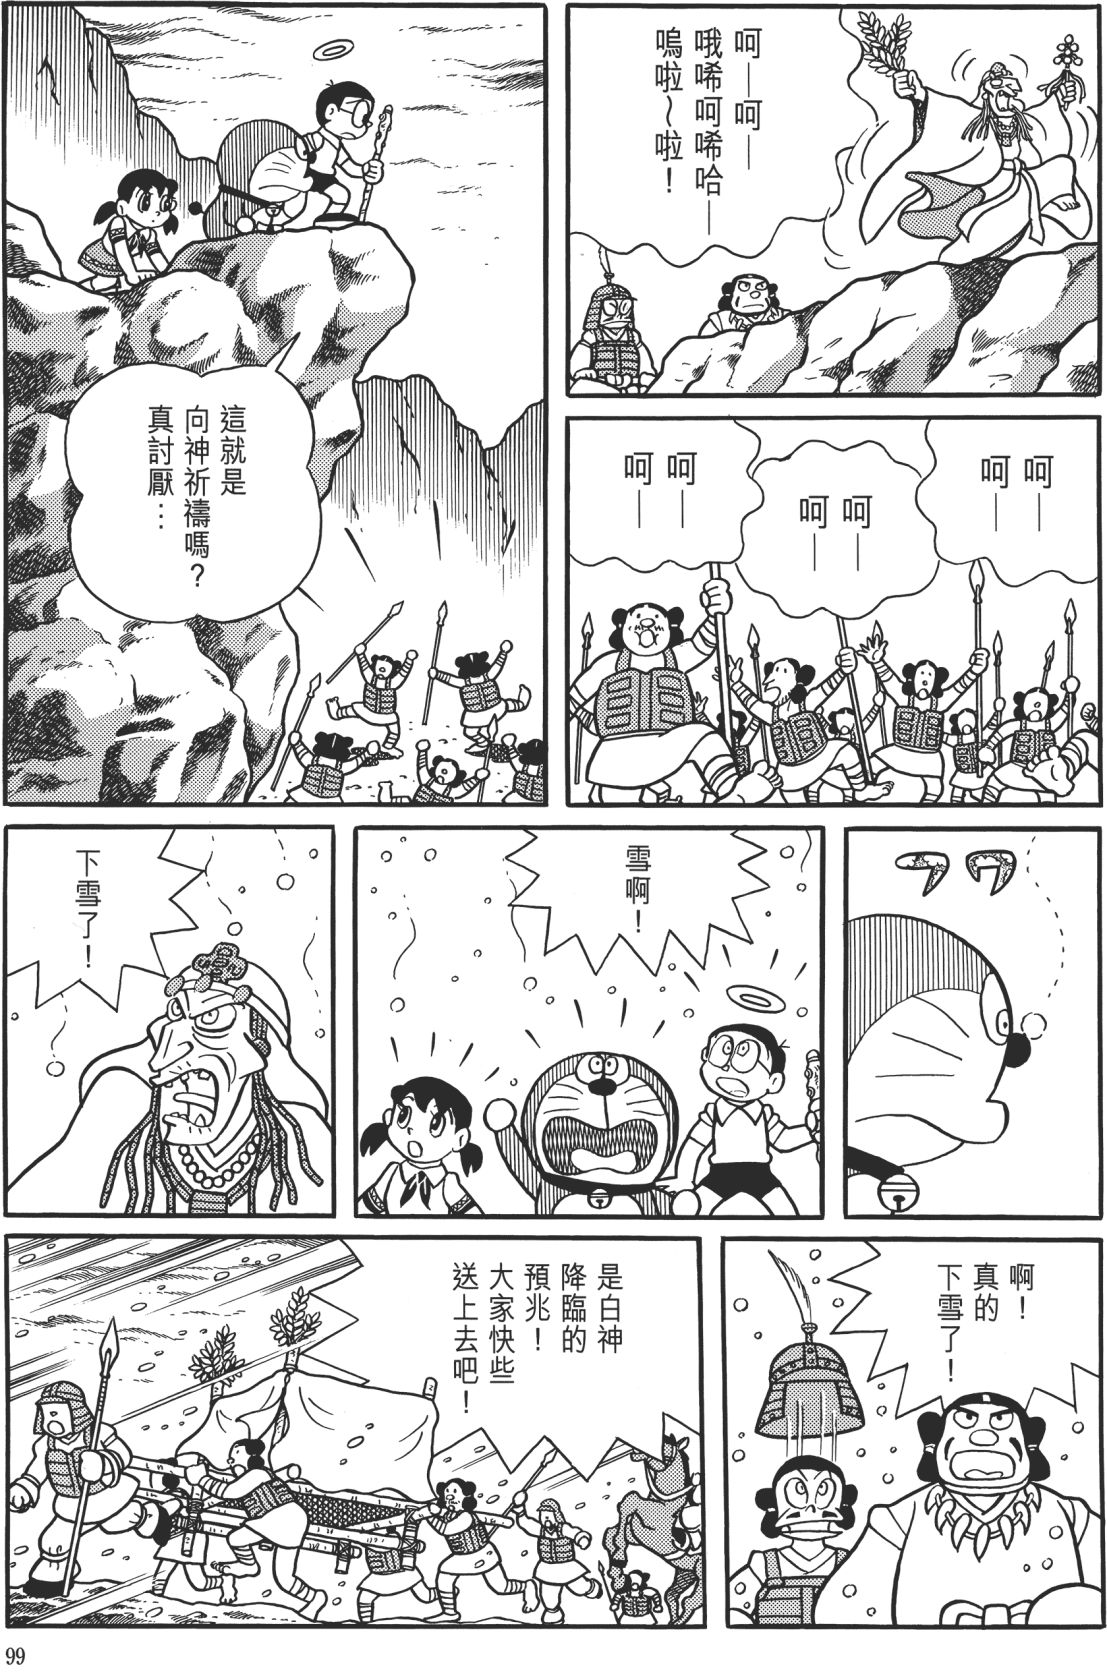 呵—呵—
哦唏呵唏哈—
嗚啦～啦！
呵—
呵—
呵—
呵—
呵—
呵—
這就是
向神祈禱嗎？
真討厭…
ワワ
雪啊！
下雪了！
啊！
真的
下雪了！
是白神
降臨的
預兆！
大家快些
送上去吧！
99